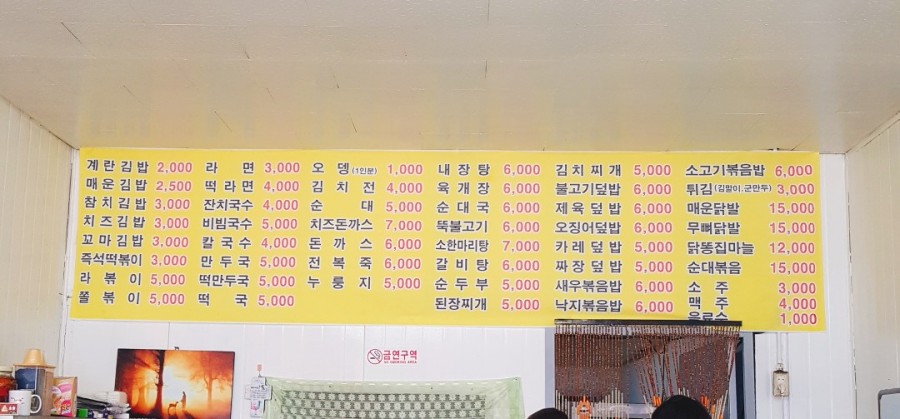 계란김밥 2,000
매운김밥 2,500
참치김밥 3,000
치즈김밥 3,000
꼬마김밥 3,000
즉석떡볶이 3,000
라볶이 5,000
쫄볶이 5,000
라면 3,000
떡라면 4,000
잔치국수 4,000
비빔국수 5,000
칼국수 4,000
만두국 5,000
떡만두국 5,000
떡국 5,000
오뎅(1인분) 1,000
김치전 4,000
순대 5,000
치즈돈까스 7,000
돈까스 6,000
전복죽 6,000
누룽지 5,000
내장탕 6,000
육개장 6,000
순대국 6,000
뚝불고기 6,000
소한마리탕 7,000
갈비탕 6,000
순두부 5,000
된장찌개 5,000
김치찌개 5,000
불고기덮밥 6,000
제육덮밥 6,000
오징어덮밥 6,000
카레덮밥 5,000
짜장덮밥 5,000
새우볶음밥 6,000
낙지볶음밥 6,000
소고기볶음밥 6,000
튀김(김말이.군만두) 3,000
매운닭발 15,000
무뼈닭발 15,000
닭똥집마늘 12,000
순대볶음 15,000
소주 3,000
맥주 4,000
음료수 1,000
금연구역
NO SMOKING AREA